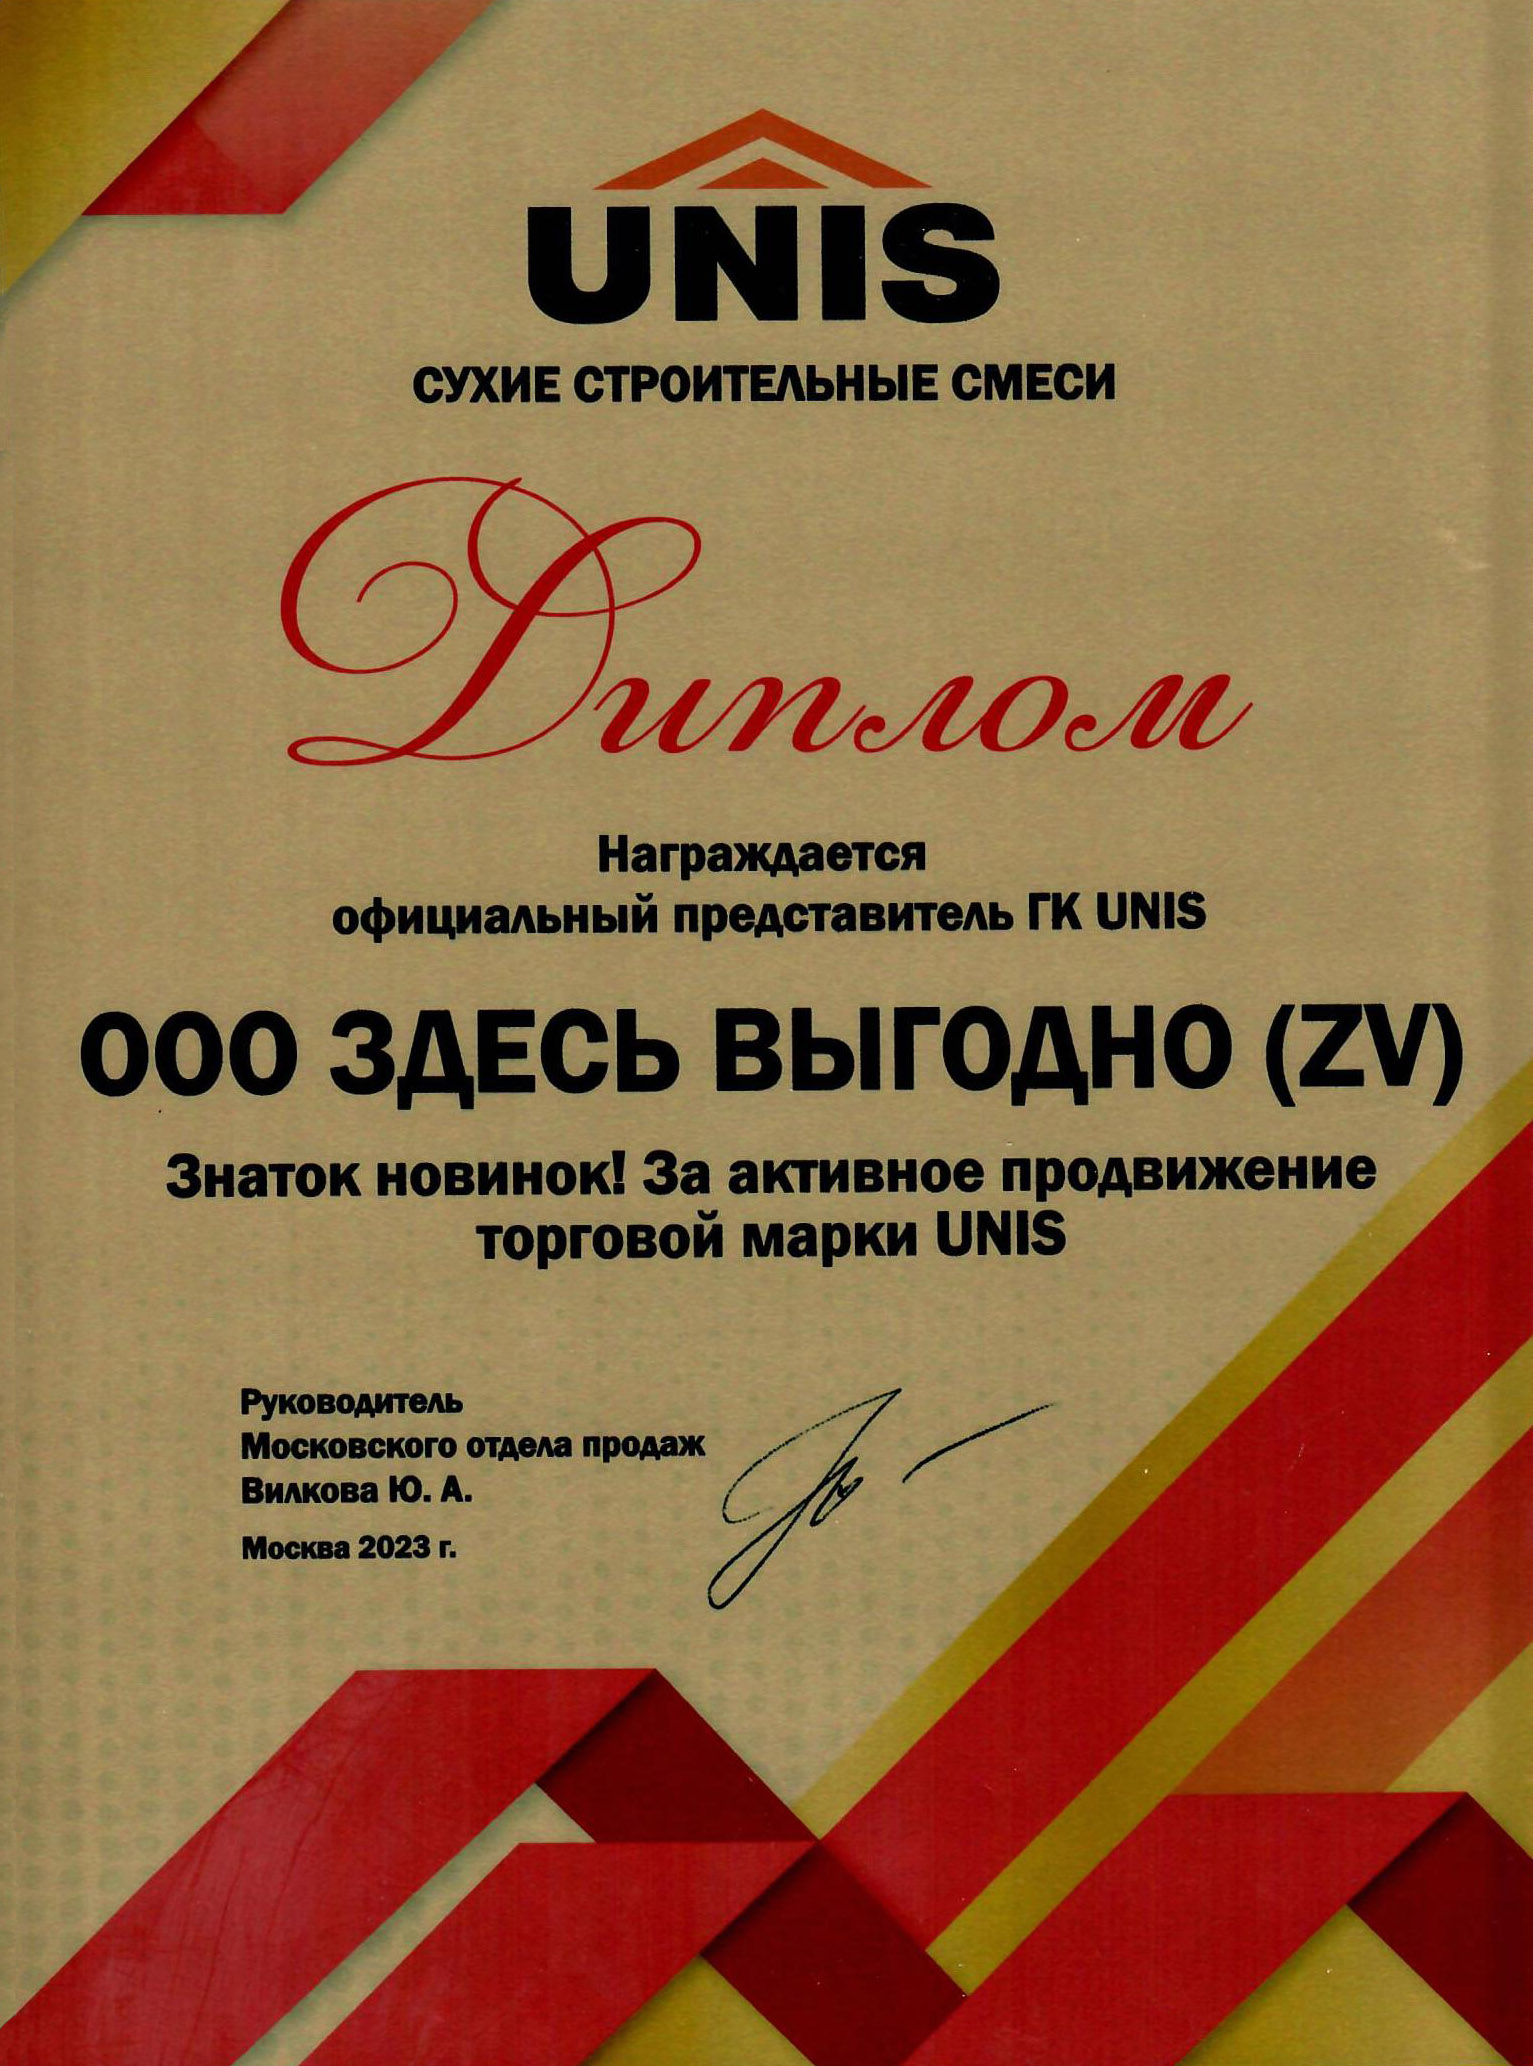 UNIS
СУХИЕ СТРОИТЕЛЬНЫЕ СМЕСИ
Диплом
Награждается
официальный представитель ГК UNIS
ООО ЗДЕСЬ ВЫГОДНО (ZV)
Знаток новинок! За активное продвижение
торговой марки UNIS
Руководитель
Московского отдела продаж
Вилкова Ю. А.
Москва 2023 г.